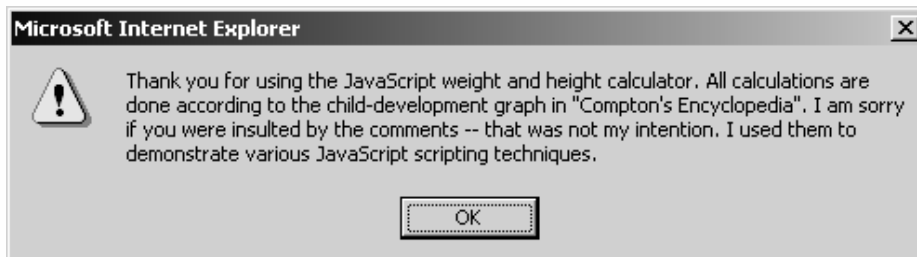 Microsoft Internet Explorer
Thank you for using the JavaScript weight and height calculator. All calculations are
done according to the child-development graph in "Compton's Encyclopedia". I am sorry
if you were insulted by the comments -- that was not my intention. I used them to
demonstrate various JavaScript scripting techniques.
OK